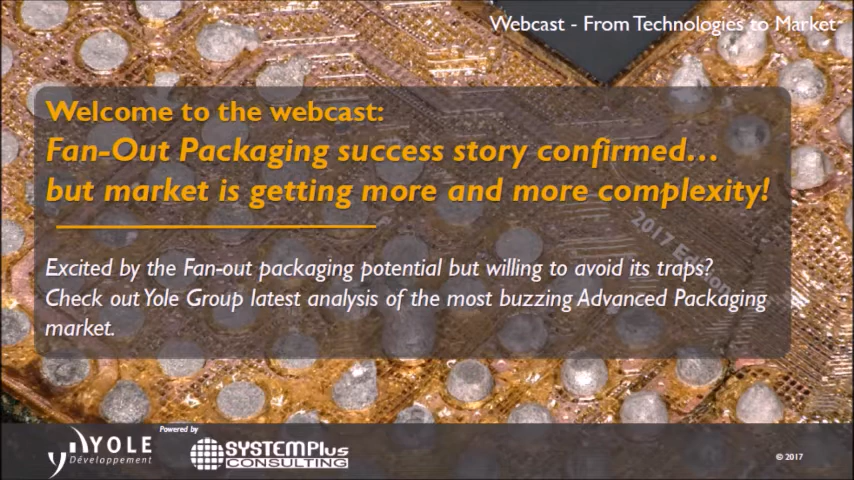 Webcast - From Technologies to Market
Welcome to the webcast:
Fan-Out Packaging success story confirmed...
but market is getting more and more complexity!
2017 Edition
Excited by the Fan-out packaging potential but willing to avoid its traps?
Check out Yole Group latest analysis of the most buzzing Advanced Packaging
market.
YOLE
Développement
Powered by
SYSTEMPlus
CONSULTING
© 2017